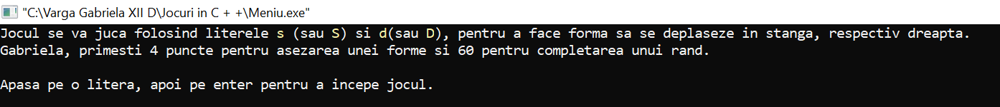 "C:\Varga Gabriela XII D\Jocuri in C + +\Meniu.exe"
Jocul se va juca folosind literele s (sau S) si d(sau D), pentru a face forma sa se deplaseze in stanga, respectiv dreapta.
Gabriela, primesti 4 puncte pentru asezarea unei forme si 60 pentru completarea unui rand.
Apasa pe o litera, apoi pe enter pentru a incepe jocul.